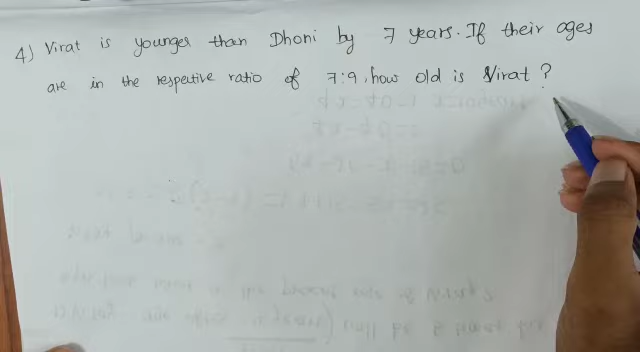 4) Virat is younger than Dhoni by 7 years. If their ages
are in the respective ratio of 7:9, how old is Virat ?